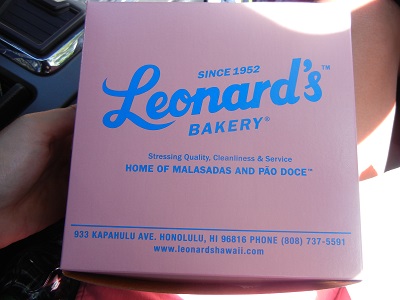 SINCE 1952
Leonard's™
BAKERY®
Stressing Quality, Cleanliness & Service
HOME OF MALASADAS AND PÃO DOCE™
933 KAPAHULU AVE. HONOLULU, HI 96816 PHONE (808) 737-5591
www.leonardshawaii.com